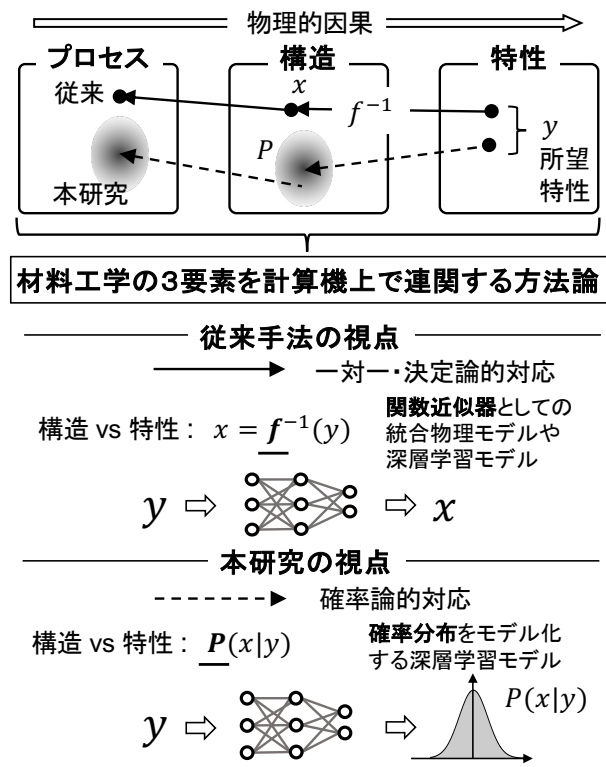 物理的因果
プロセス 構造 特性
従来 x f⁻¹ y
P
本研究
所望
特性
材料工学の3要素を計算機上で連関する方法論
従来手法の視点
一対一・決定論的対応
構造 vs 特性： x = f⁻¹(y)
関数近似器としての
統合物理モデルや
深層学習モデル
y ⇨ ⇨ x
本研究の視点
確率論的対応
構造 vs 特性： P(x|y)
確率分布をモデル化
する深層学習モデル
y ⇨ ⇨ P(x|y)